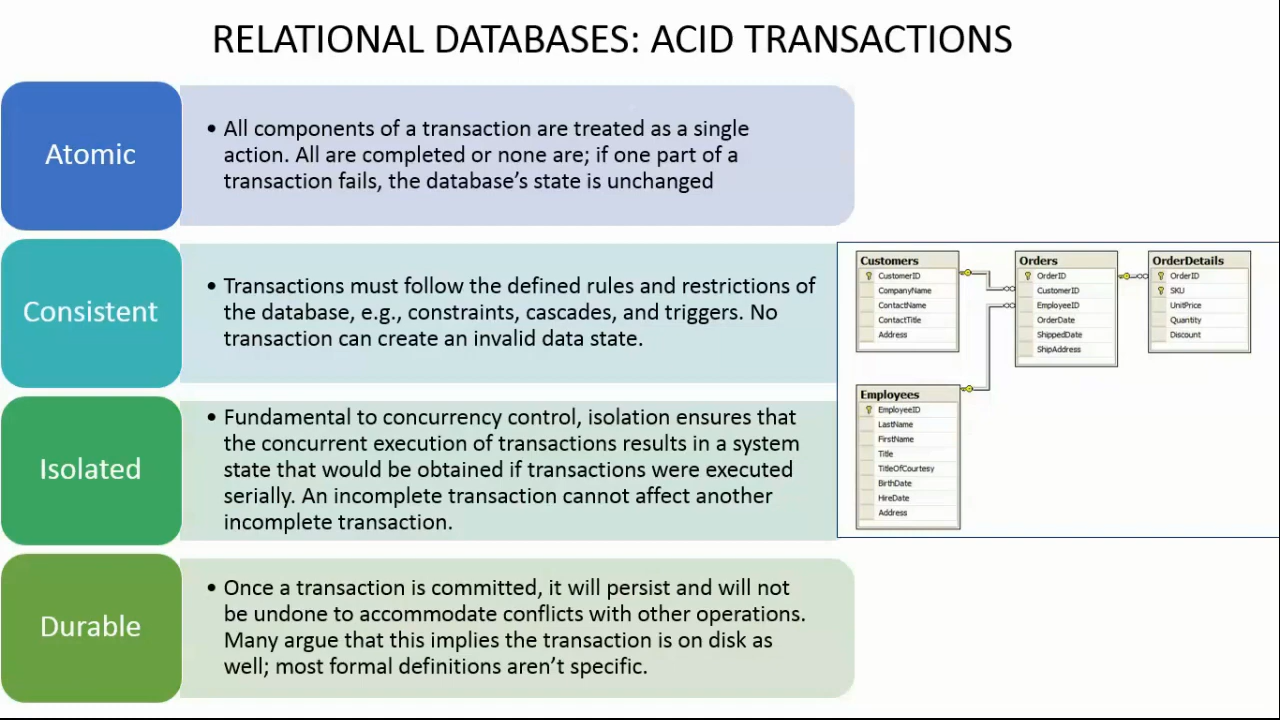 RELATIONAL DATABASES: ACID TRANSACTIONS
Atomic
• All components of a transaction are treated as a single
action. All are completed or none are; if one part of a
transaction fails, the database’s state is unchanged
Consistent
• Transactions must follow the defined rules and restrictions of
the database, e.g., constraints, cascades, and triggers. No
transaction can create an invalid data state.
Isolated
• Fundamental to concurrency control, isolation ensures that
the concurrent execution of transactions results in a system
state that would be obtained if transactions were executed
serially. An incomplete transaction cannot affect another
incomplete transaction.
Durable
• Once a transaction is committed, it will persist and will not
be undone to accommodate conflicts with other operations.
Many argue that this implies the transaction is on disk as
well; most formal definitions aren’t specific.
Customers
CustomerID
CompanyName
ContactName
ContactTitle
Address
Orders
OrderID
CustomerID
EmployeeID
OrderDate
ShippedDate
ShipAddress
OrderDetails
OrderID
SKU
UnitPrice
Quantity
Discount
Employees
EmployeeID
LastName
FirstName
Title
TitleOfCourtesy
BirthDate
HireDate
Address